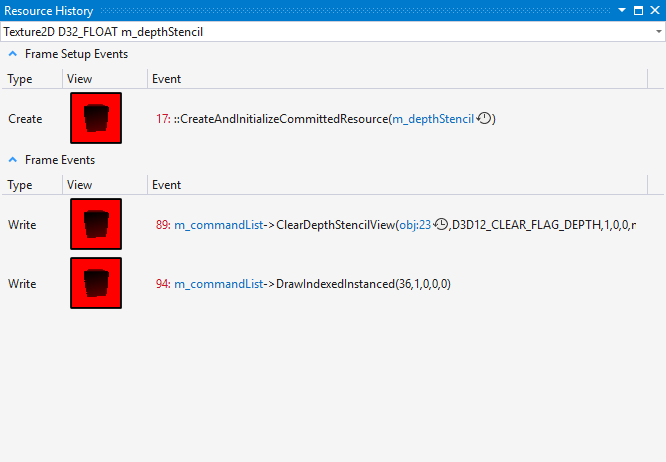 Resource History
Texture2D D32_FLOAT m_depthStencil
Frame Setup Events
Type View Event
Create 17: ::CreateAndInitializeCommittedResource(m_depthStencil)
Frame Events
Type View Event
Write 89: m_commandList->ClearDepthStencilView(obj:23,D3D12_CLEAR_FLAG_DEPTH,1,0,0,r
Write 94: m_commandList->DrawIndexedInstanced(36,1,0,0,0)